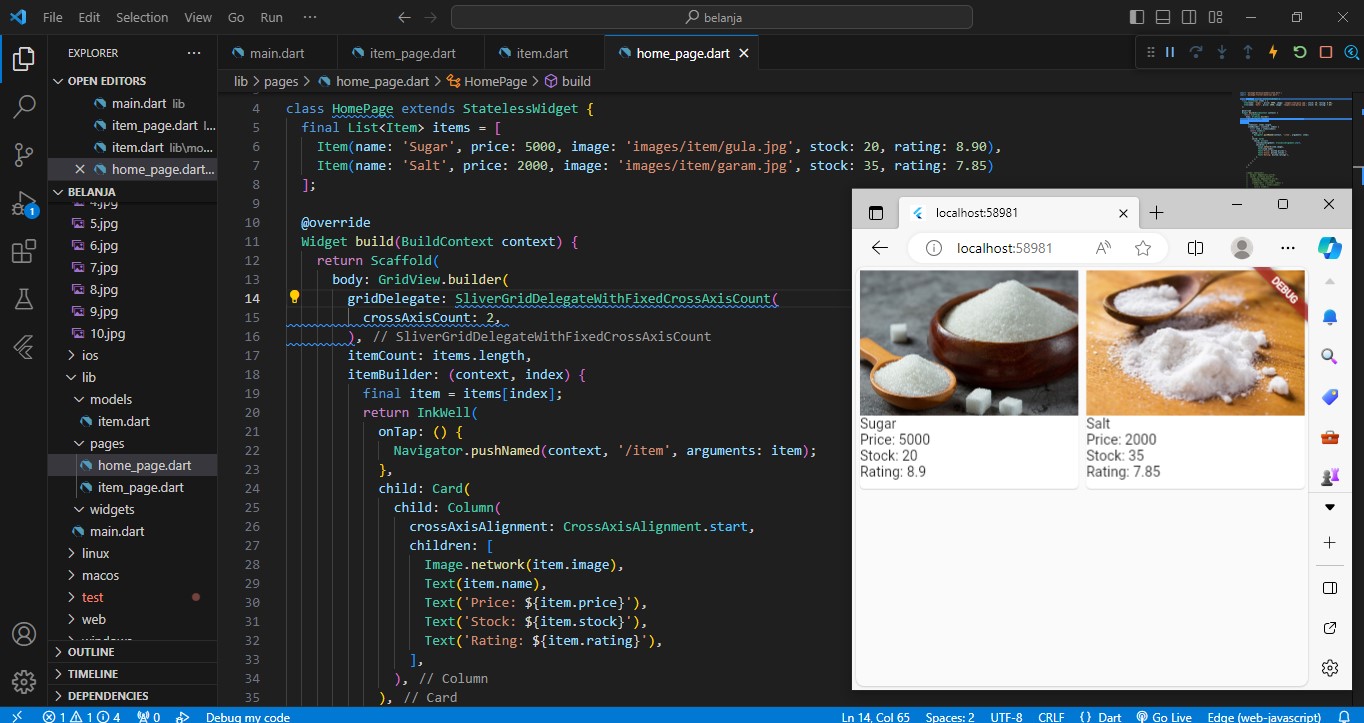 File Edit Selection View Go Run ··· belanja
EXPLORER ···
OPEN EDITORS
main.dart lib
item_page.dart l...
item.dart lib\mo...
home_page.dart...
BELANJA
4.jpg
5.jpg
6.jpg
7.jpg
8.jpg
9.jpg
10.jpg
ios
lib
models
item.dart
pages
home_page.dart
item_page.dart
widgets
main.dart
linux
macos
test
web
windows
OUTLINE
TIMELINE
DEPENDENCIES
1
main.dart item_page.dart item.dart home_page.dart
lib > pages > home_page.dart > HomePage > build
4 class HomePage extends StatelessWidget {
5 final List<Item> items = [
6 Item(name: 'Sugar', price: 5000, image: 'images/item/gula.jpg', stock: 20, rating: 8.90),
7 Item(name: 'Salt', price: 2000, image: 'images/item/garam.jpg', stock: 35, rating: 7.85)
8 ];
9
10 @override
11 Widget build(BuildContext context) {
12 return Scaffold(
13 body: GridView.builder(
14 gridDelegate: SliverGridDelegateWithFixedCrossAxisCount(
15 crossAxisCount: 2,
16 ), // SliverGridDelegateWithFixedCrossAxisCount
17 itemCount: items.length,
18 itemBuilder: (context, index) {
19 final item = items[index];
20 return InkWell(
21 onTap: () {
22 Navigator.pushNamed(context, '/item', arguments: item);
23 },
24 child: Card(
25 child: Column(
26 crossAxisAlignment: CrossAxisAlignment.start,
27 children: [
28 Image.network(item.image),
29 Text(item.name),
30 Text('Price: ${item.price}'),
31 Text('Stock: ${item.stock}'),
32 Text('Rating: ${item.rating}'),
33 ],
34 ), // Column
35 ), // Card
localhost:58981
localhost:58981
DEBUG
Sugar
Price: 5000
Stock: 20
Rating: 8.9
Salt
Price: 2000
Stock: 35
Rating: 7.85
1 1 4 0 Debug my code Ln 14, Col 65 Spaces: 2 UTF-8 CRLF {} Dart Go Live Edge (web-javascript)